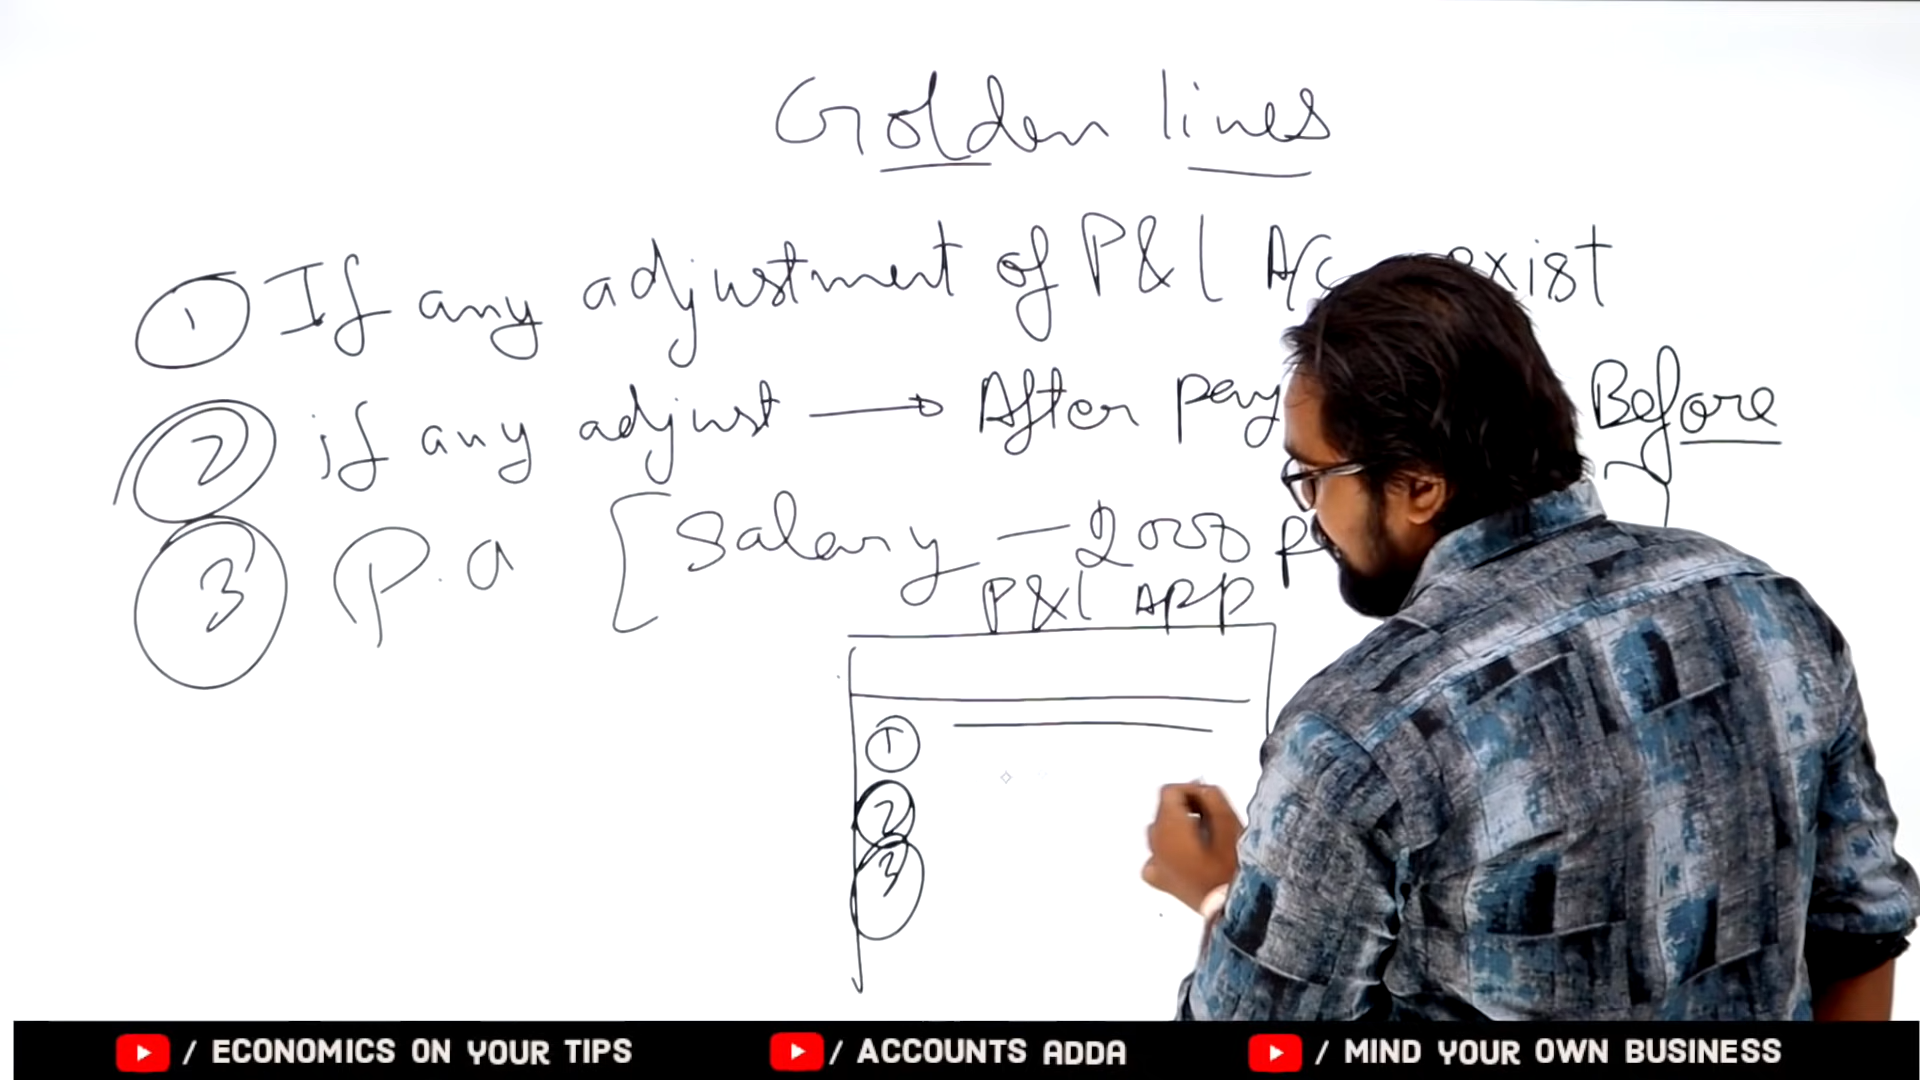 Golden lines
① If any adjustment of P&L A/c exist
② if any adjust → After pay Before
③ P.a [ Salary — 2000 P
P&L APP
①
②
③
/ ECONOMICS ON YOUR TIPS / ACCOUNTS ADDA / MIND YOUR OWN BUSINESS